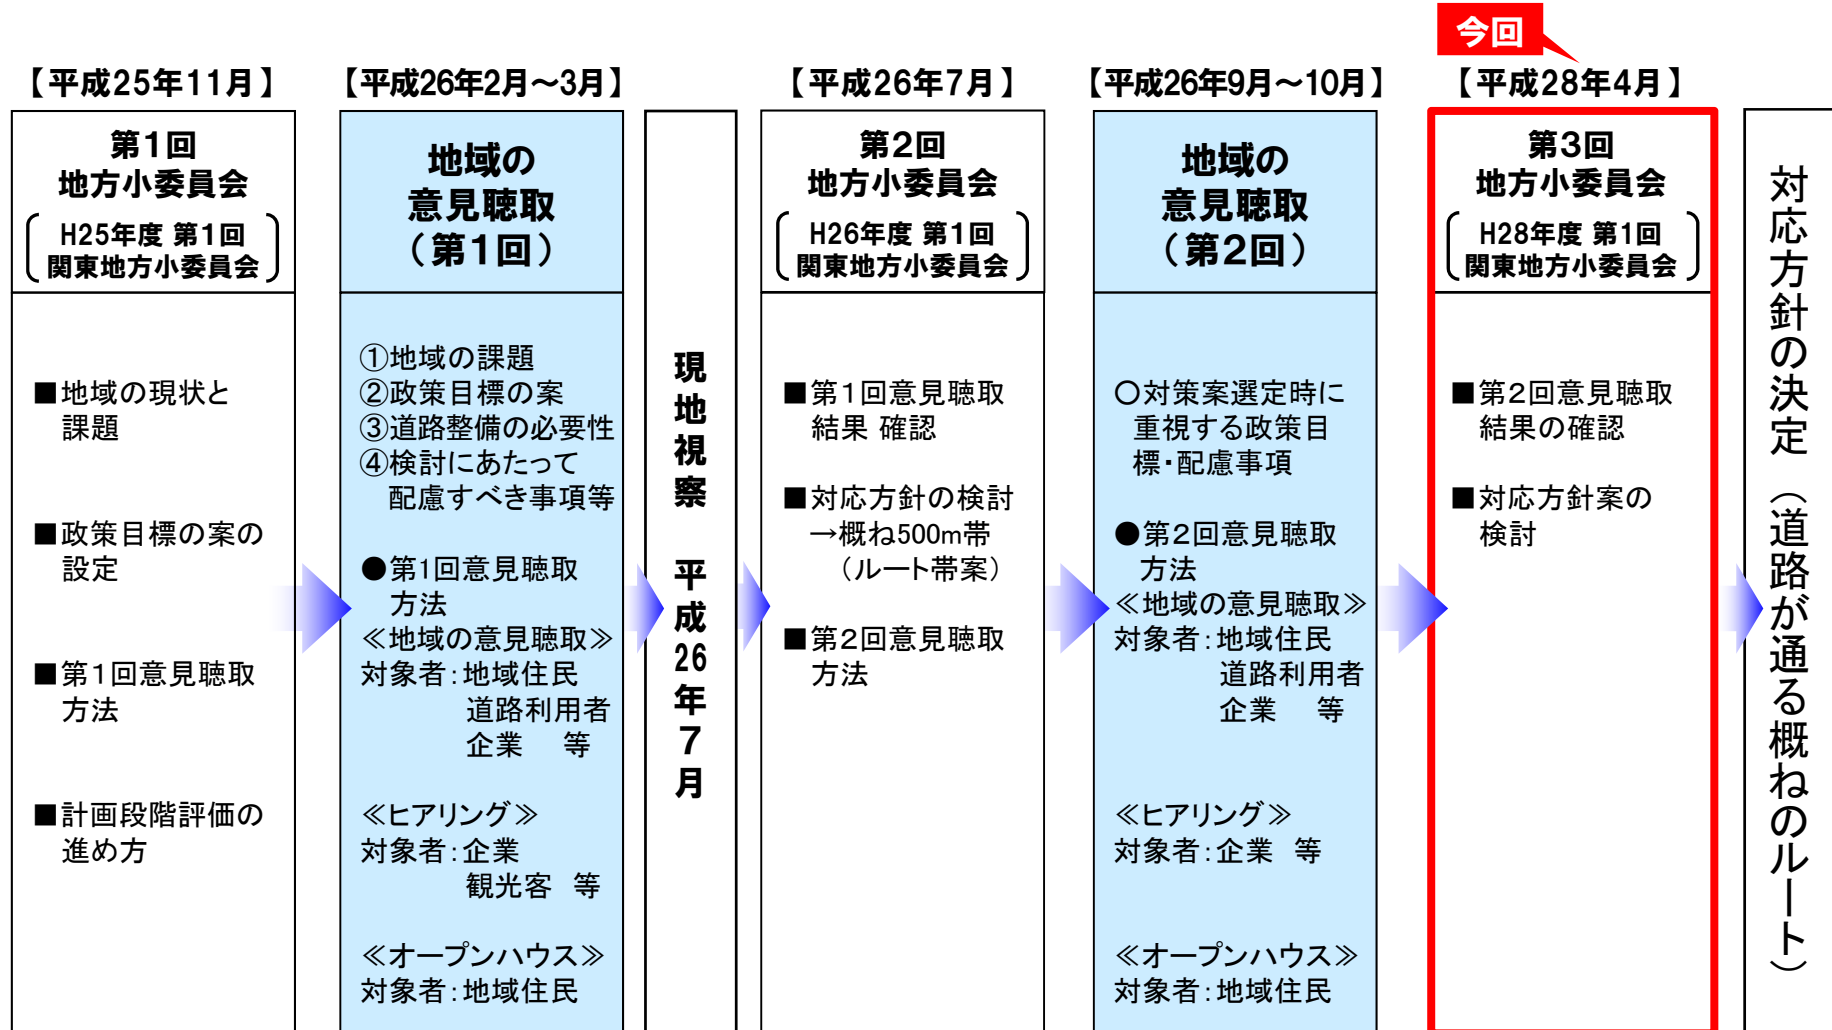 今回
【平成25年11月】
第1回
地方小委員会
H25年度 第1回
関東地方小委員会
■地域の現状と
課題
■政策目標の案の
設定
■第1回意見聴取
方法
■計画段階評価の
進め方
【平成26年2月～3月】
地域の
意見聴取
（第1回）
①地域の課題
②政策目標の案
③道路整備の必要性
④検討にあたって
配慮すべき事項等
●第1回意見聴取
方法
≪地域の意見聴取≫
対象者：地域住民
道路利用者
企業　等
≪ヒアリング≫
対象者：企業
観光客　等
≪オープンハウス≫
対象者：地域住民
現地視察　平成26年7月
【平成26年7月】
第2回
地方小委員会
H26年度 第1回
関東地方小委員会
■第1回意見聴取
結果 確認
■対応方針の検討
→概ね500m帯
（ルート帯案）
■第2回意見聴取
方法
【平成26年9月～10月】
地域の
意見聴取
（第2回）
○対策案選定時に
重視する政策目
標・配慮事項
●第2回意見聴取
方法
≪地域の意見聴取≫
対象者：地域住民
道路利用者
企業　等
≪ヒアリング≫
対象者：企業　等
≪オープンハウス≫
対象者：地域住民
【平成28年4月】
第3回
地方小委員会
H28年度 第1回
関東地方小委員会
■第2回意見聴取
結果の確認
■対応方針案の
検討
対応方針の決定（道路が通る概ねのルート）